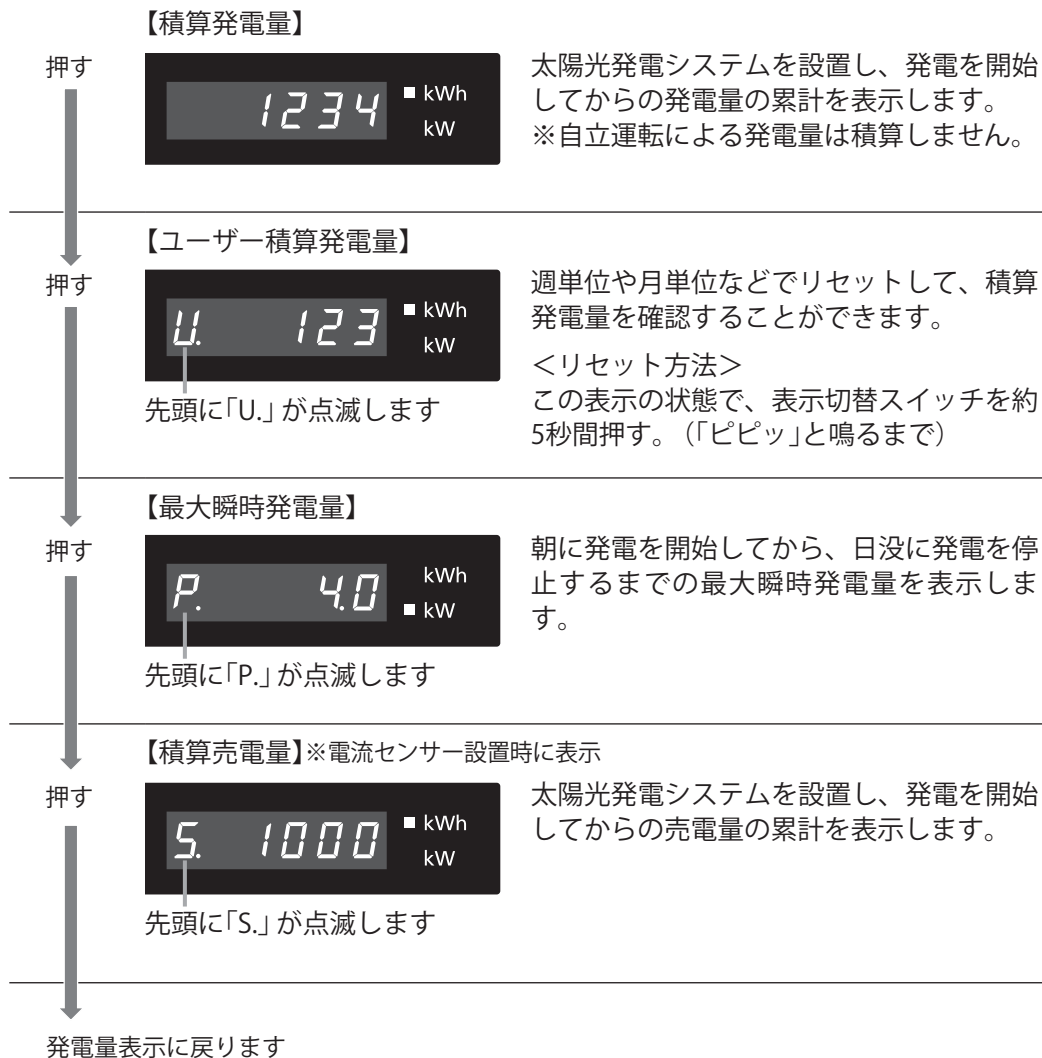 【積算発電量】
押す
1234
kWh
kW
太陽光発電システムを設置し、発電を開始
してからの発電量の累計を表示します。
※自立運転による発電量は積算しません。
【ユーザー積算発電量】
押す
U. 123
kWh
kW
先頭に「U.」が点滅します
週単位や月単位などでリセットして、積算
発電量を確認することができます。
＜リセット方法＞
この表示の状態で、表示切替スイッチを約
5秒間押す。（「ピピッ」と鳴るまで）
【最大瞬時発電量】
押す
P. 4.0
kWh
kW
先頭に「P.」が点滅します
朝に発電を開始してから、日没に発電を停
止するまでの最大瞬時発電量を表示しま
す。
【積算売電量】※電流センサー設置時に表示
押す
S. 1000
kWh
kW
先頭に「S.」が点滅します
太陽光発電システムを設置し、発電を開始
してからの売電量の累計を表示します。
発電量表示に戻ります